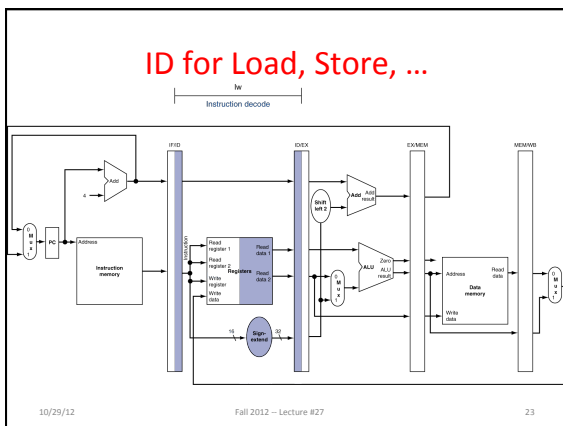 ID for Load, Store, …
lw
Instruction decode
IF/ID
ID/EX
EX/MEM
MEM/WB
Add
4
Shift
left 2
Add
Add
result
0
M
u
x
1
PC
Address
Instruction
memory
Instruction
Read
register 1
Read
register 2
Write
register
Write
data
Registers
Read
data 1
Read
data 2
0
M
u
x
1
ALU
Zero
ALU
result
Address
Write
data
Data
memory
Read
data
0
M
u
x
1
16
Sign-
extend
32
10/29/12
Fall 2012 – Lecture #27
23